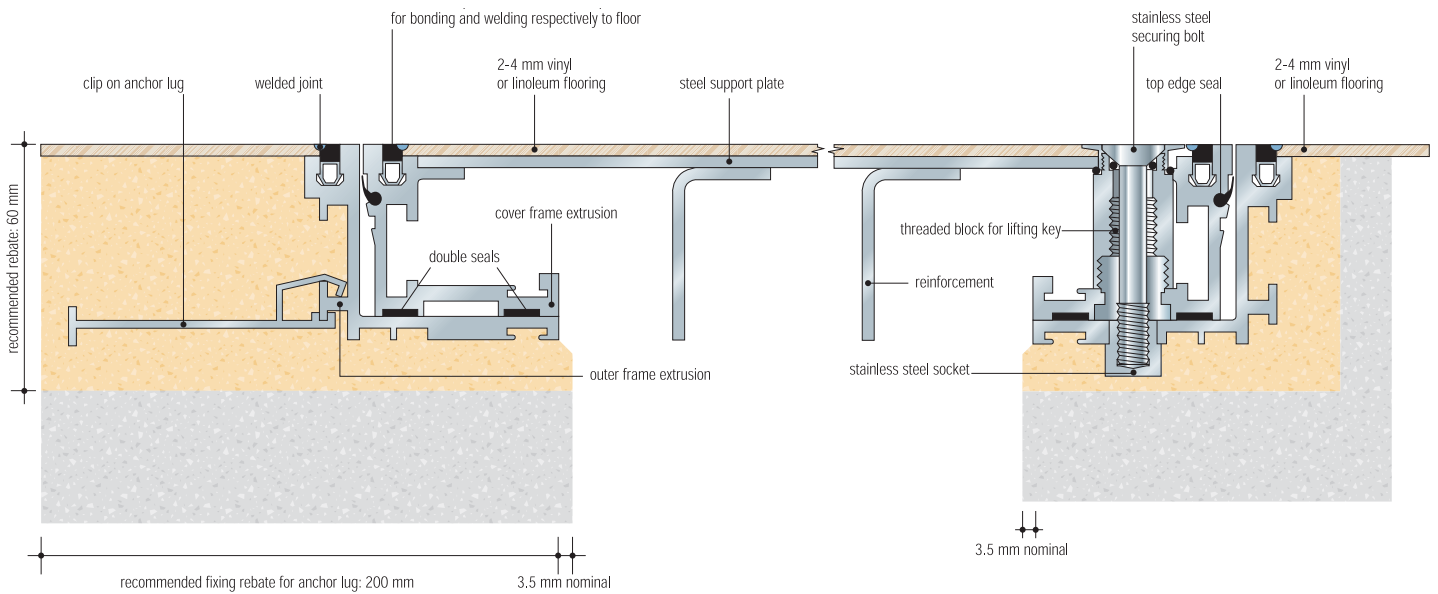 for bonding and welding respectively to floor
stainless steel
securing bolt
2-4 mm vinyl
or linoleum flooring
clip on anchor lug
welded joint
steel support plate
top edge seal
2-4 mm vinyl
or linoleum flooring
recommended rebate: 60 mm
cover frame extrusion
double seals
threaded block for lifting key
reinforcement
outer frame extrusion
stainless steel socket
3.5 mm nominal
recommended fixing rebate for anchor lug: 200 mm
3.5 mm nominal